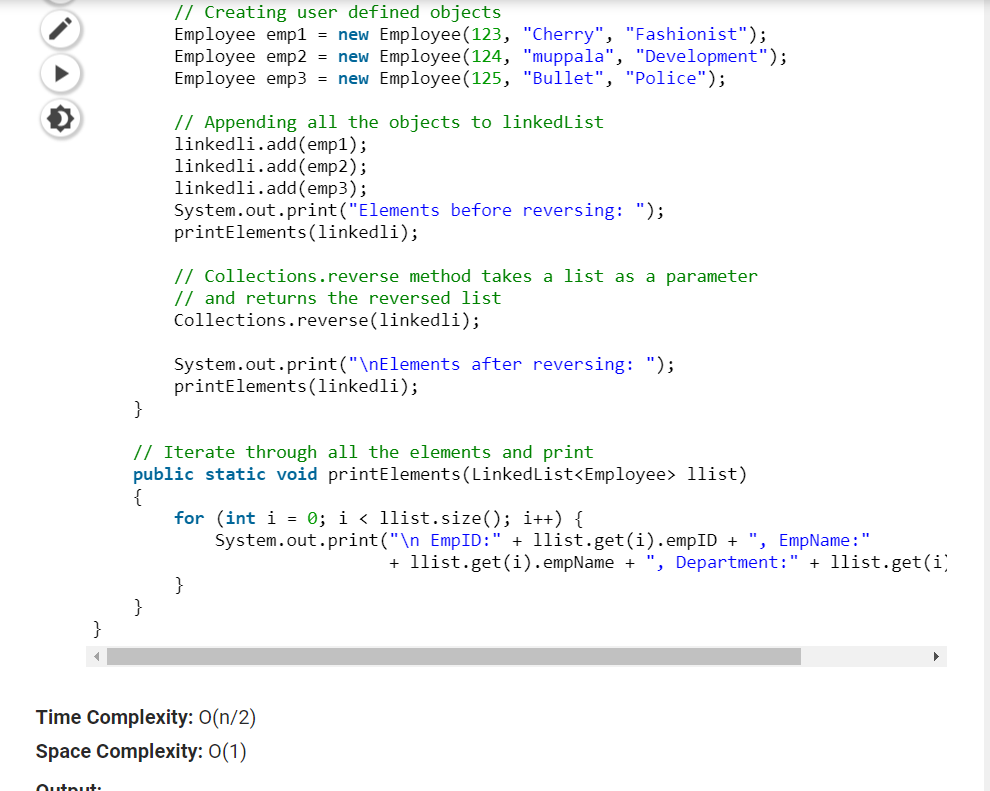 // Creating user defined objects
Employee emp1 = new Employee(123, "Cherry", "Fashionist");
Employee emp2 = new Employee(124, "muppala", "Development");
Employee emp3 = new Employee(125, "Bullet", "Police");
// Appending all the objects to linkedList
linkedli.add(emp1);
linkedli.add(emp2);
linkedli.add(emp3);
System.out.print("Elements before reversing: ");
printElements(linkedli);
// Collections.reverse method takes a list as a parameter
// and returns the reversed list
Collections.reverse(linkedli);
System.out.print("\nElements after reversing: ");
printElements(linkedli);
}
// Iterate through all the elements and print
public static void printElements(LinkedList<Employee> llist)
{
for (int i = 0; i < llist.size(); i++) {
System.out.print("\n EmpID:" + llist.get(i).empID + ", EmpName:"
+ llist.get(i).empName + ", Department:" + llist.get(i)
}
}
}
Time Complexity: O(n/2)
Space Complexity: O(1)
Output: